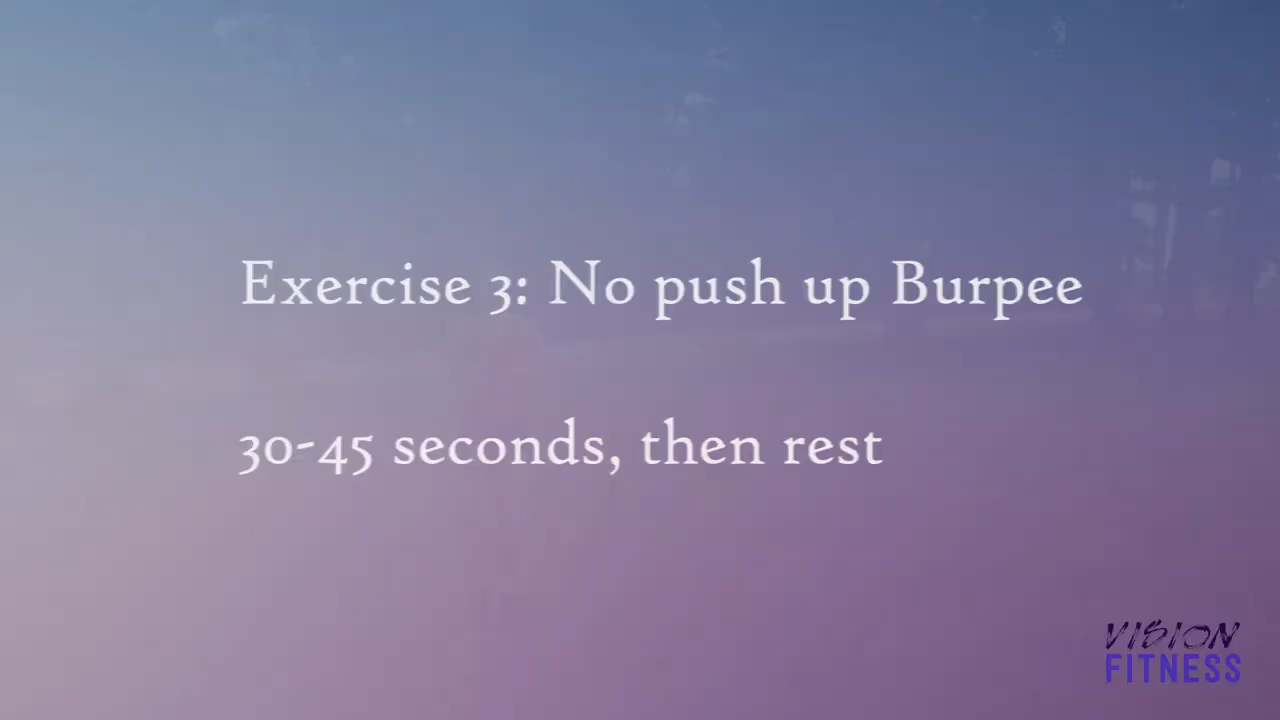 Exercise 3: No push up Burpee
30-45 seconds, then rest
VISION
FITNESS